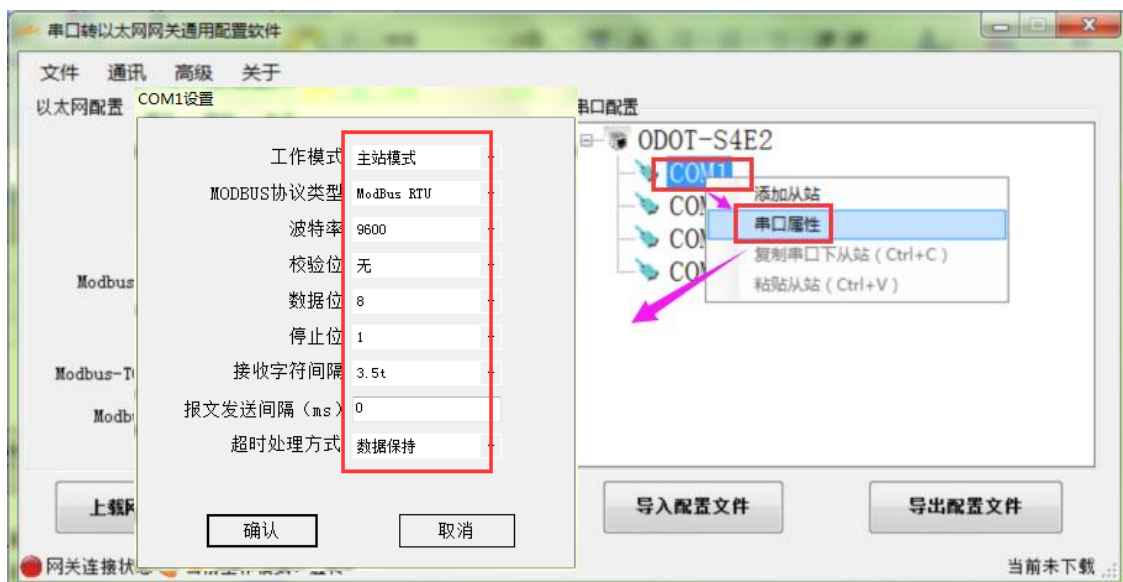 串口转以太网网关通用配置软件
文件 通讯 高级 关于
以太网配置
COM1设置
工作模式 主站模式
MODBUS协议类型 ModBus RTU
波特率 9600
校验位 无
数据位 8
停止位 1
接收字符间隔 3.5t
报文发送间隔（ms） 0
超时处理方式 数据保持
确认 取消
Modbus
串口配置
ODOT-S4E2
COM1
添加从站
串口属性
复制串口下从站（Ctrl+C）
粘贴从站（Ctrl+V）
导入配置文件
导出配置文件
网关连接状
当前未下载